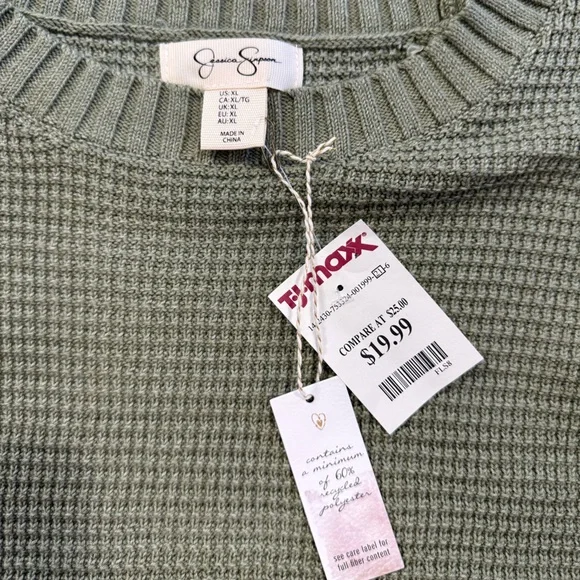 Jessica Simpson
US: XL
CA: XL/TG
UK: XL
EU: XL
AU: XL
MADE IN
CHINA
T.J.maxx
COMPARE AT $25.00
$19.99
FLS8
contains
a minimum
of 60%
recycled
polyester
see care label for
full fiber content